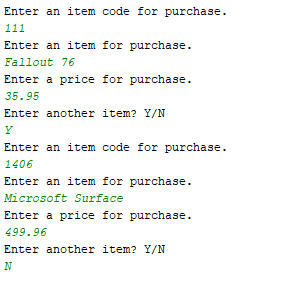 Enter an item code for purchase.
111
Enter an item for purchase.
Fallout 76
Enter a price for purchase.
35.95
Enter another item? Y/N
Y
Enter an item code for purchase.
1406
Enter an item for purchase.
Microsoft Surface
Enter a price for purchase.
499.96
Enter another item? Y/N
N